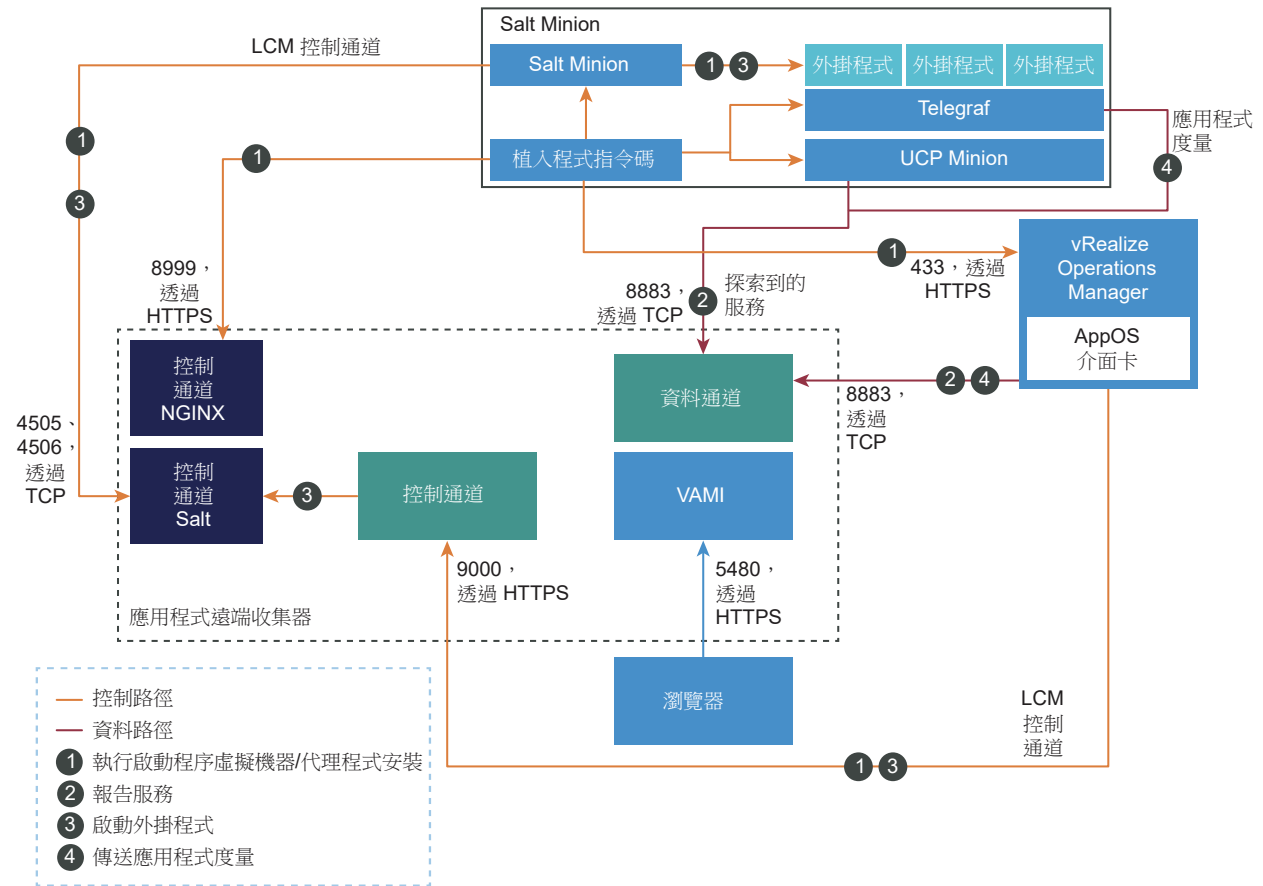 Salt Minion
LCM 控制通道
Salt Minion
1
3
外掛程式
外掛程式
外掛程式
Telegraf
應用程式
度量
1
1
植入程式指令碼
UCP Minion
4
3
vRealize
Operations
Manager
1
8999，
透過
HTTPS
433，透過
HTTPS
8883，
透過 TCP
2
探索到的
服務
AppOS
介面卡
控制
通道
NGINX
資料通道
2
4
8883，
透過
TCP
4505、
4506，
透過
TCP
控制
通道
Salt
3
控制通道
VAMI
9000，
透過 HTTPS
5480，
透過
HTTPS
應用程式遠端收集器
瀏覽器
LCM
控制
通道
1
3
控制路徑
資料路徑
1 執行啟動程序虛擬機器/代理程式安裝
2 報告服務
3 啟動外掛程式
4 傳送應用程式度量